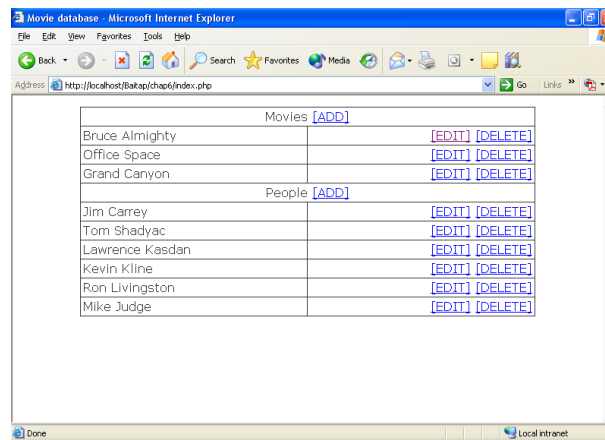 Movie database - Microsoft Internet Explorer
File Edit View Favorites Tools Help
Back Search Favorites Media
Address http://localhost/Baitap/chap6/index.php Go Links »
Movies [ADD]
Bruce Almighty [EDIT] [DELETE]
Office Space [EDIT] [DELETE]
Grand Canyon [EDIT] [DELETE]
People [ADD]
Jim Carrey [EDIT] [DELETE]
Tom Shadyac [EDIT] [DELETE]
Lawrence Kasdan [EDIT] [DELETE]
Kevin Kline [EDIT] [DELETE]
Ron Livingston [EDIT] [DELETE]
Mike Judge [EDIT] [DELETE]
Done Local intranet